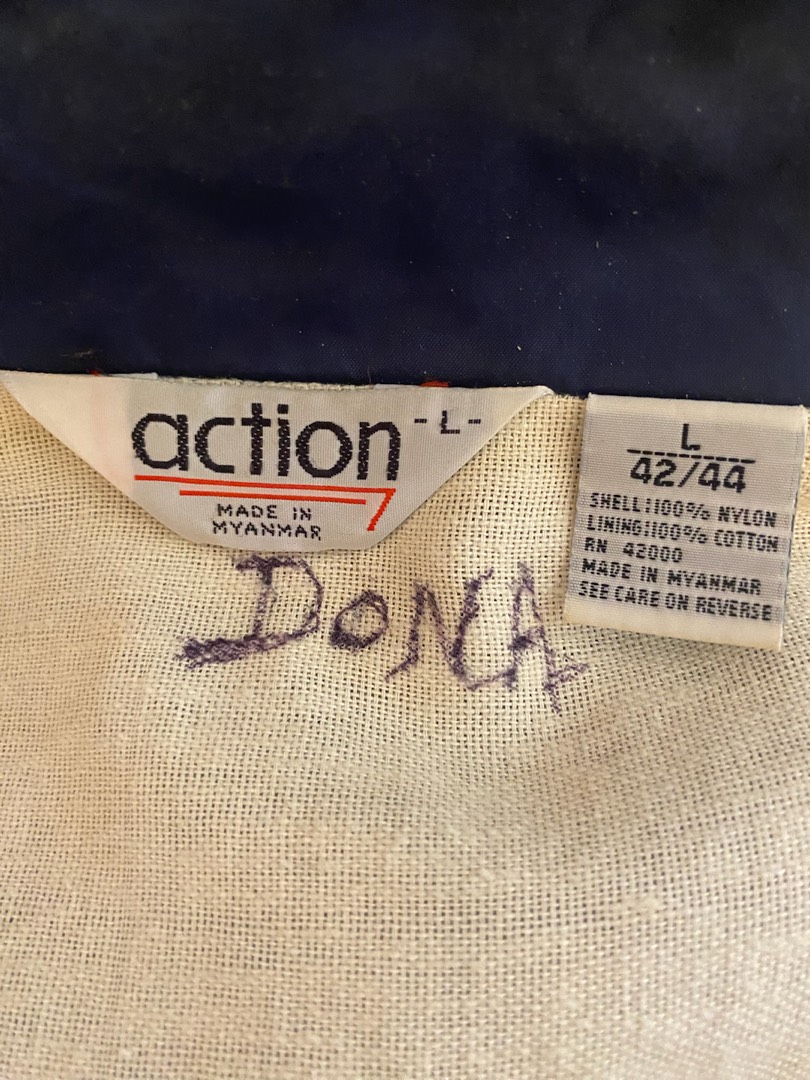 action -L-
MADE IN
MYANMAR
L
42/44
SHELL:100% NYLON
LINING:100% COTTON
RN 42000
MADE IN MYANMAR
SEE CARE ON REVERSE
DONA